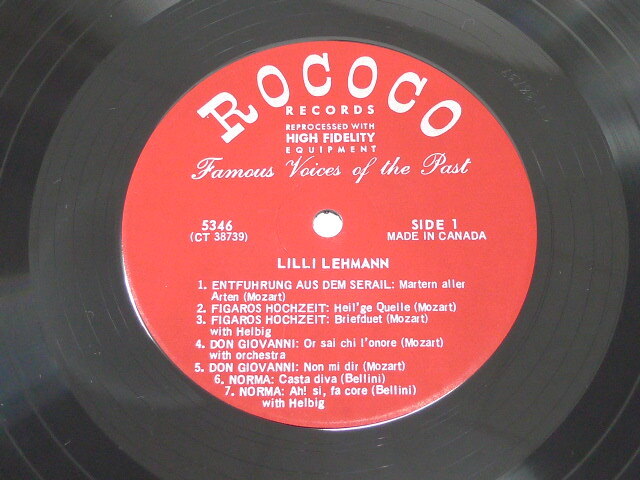 ROCOCO
RECORDS
REPROCESSED WITH
HIGH FIDELITY
EQUIPMENT
Famous Voices of the Past
5346
(CT 38739)
SIDE 1
MADE IN CANADA
LILLI LEHMANN
1. ENTFUHRUNG AUS DEM SERAIL: Martern aller
Arten (Mozart)
2. FIGAROS HOCHZEIT: Heil'ge Quelle (Mozart)
3. FIGAROS HOCHZEIT: Briefduet (Mozart)
with Helbig
4. DON GIOVANNI: Or sai chi l'onore (Mozart)
with orchestra
5. DON GIOVANNI: Non mi dir (Mozart)
6. NORMA: Casta diva (Bellini)
7. NORMA: Ah! si, fa core (Bellini)
with Helbig